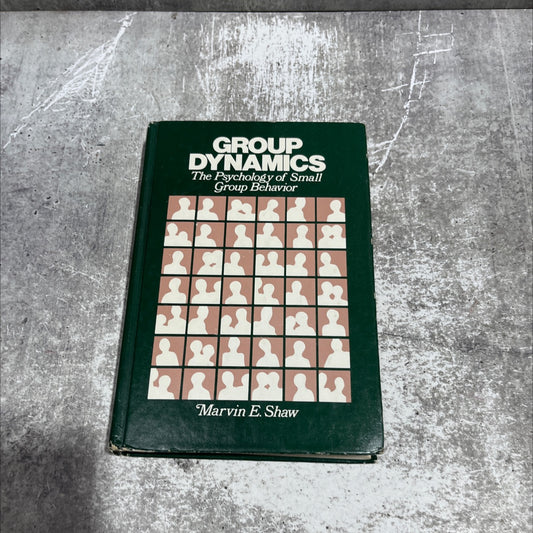 GROUP
DYNAMICS
The Psychology of Small
Group Behavior
Marvin E. Shaw